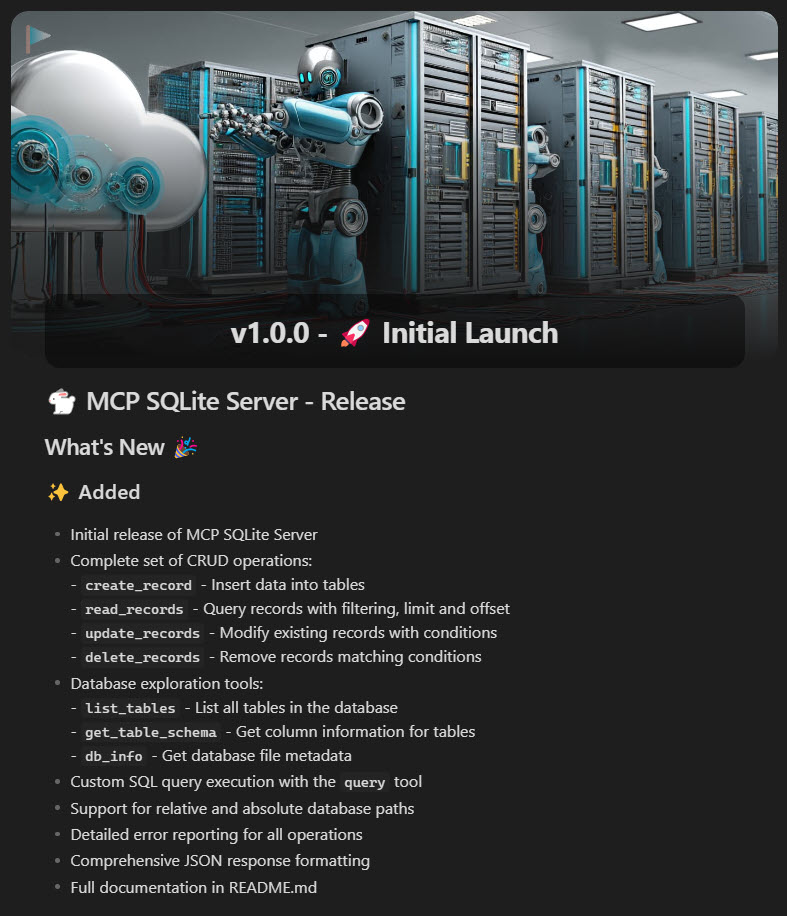 v1.0.0 - 🚀 Initial Launch
🐇 MCP SQLite Server - Release
What's New 🎉
✨ Added
• Initial release of MCP SQLite Server
• Complete set of CRUD operations:
- create_record - Insert data into tables
- read_records - Query records with filtering, limit and offset
- update_records - Modify existing records with conditions
- delete_records - Remove records matching conditions
• Database exploration tools:
- list_tables - List all tables in the database
- get_table_schema - Get column information for tables
- db_info - Get database file metadata
• Custom SQL query execution with the query tool
• Support for relative and absolute database paths
• Detailed error reporting for all operations
• Comprehensive JSON response formatting
• Full documentation in README.md